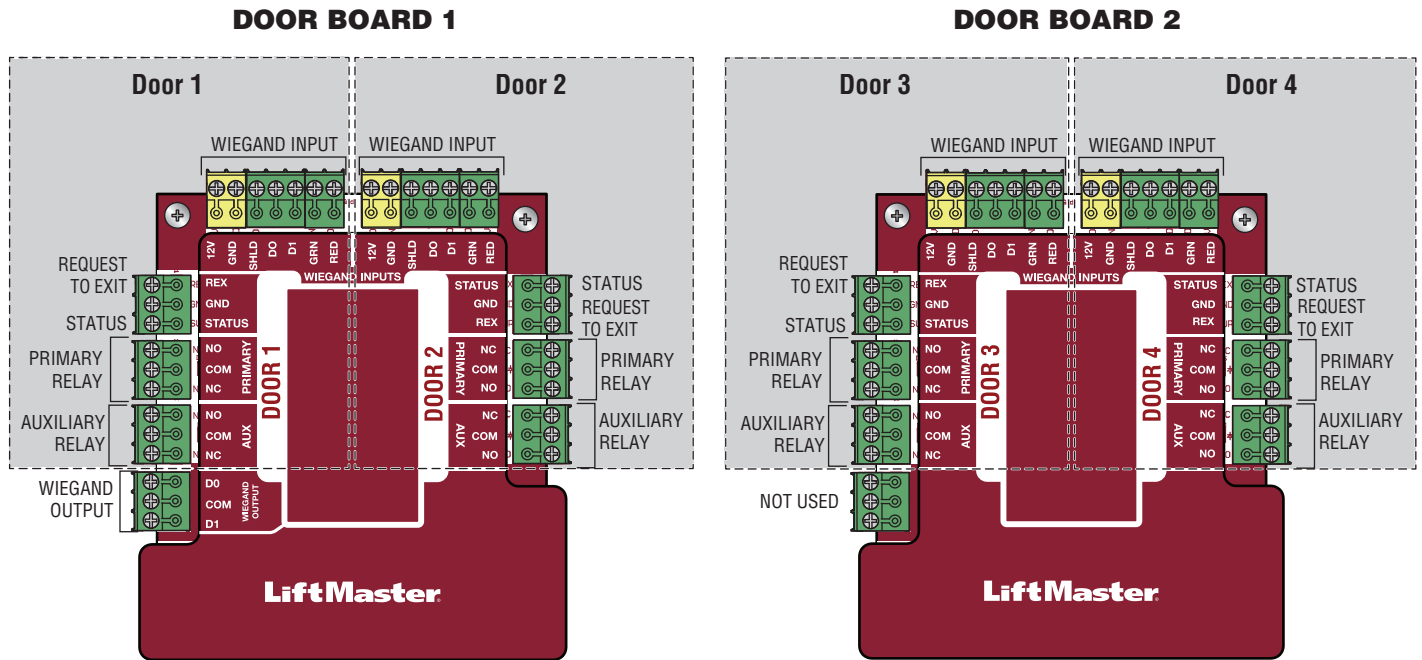 DOOR BOARD 1
Door 1
Door 2
WIEGAND INPUT
WIEGAND INPUT
12V GND SHLD DO D1 GRN RED
12V GND SHLD DO D1 GRN RED
WIEGAND INPUTS
REQUEST
TO EXIT
STATUS
REX
GND
STATUS
PRIMARY
RELAY
NO
COM
NC
PRIMARY
AUXILIARY
RELAY
NO
COM
NC
AUX
DOOR 1
WIEGAND
OUTPUT
D0
COM
D1
WIEGAND
OUTPUT
DOOR 2
STATUS
GND
REX
STATUS
REQUEST
TO EXIT
PRIMARY
NC
COM
NO
PRIMARY
RELAY
AUX
NC
COM
NO
AUXILIARY
RELAY
LiftMaster
DOOR BOARD 2
Door 3
Door 4
WIEGAND INPUT
WIEGAND INPUT
12V GND SHLD DO D1 GRN RED
12V GND SHLD DO D1 GRN RED
WIEGAND INPUTS
REQUEST
TO EXIT
STATUS
REX
GND
STATUS
PRIMARY
RELAY
NO
COM
NC
PRIMARY
AUXILIARY
RELAY
NO
COM
NC
AUX
DOOR 3
NOT USED
DOOR 4
STATUS
GND
REX
STATUS
REQUEST
TO EXIT
PRIMARY
NC
COM
NO
PRIMARY
RELAY
AUX
NC
COM
NO
AUXILIARY
RELAY
LiftMaster